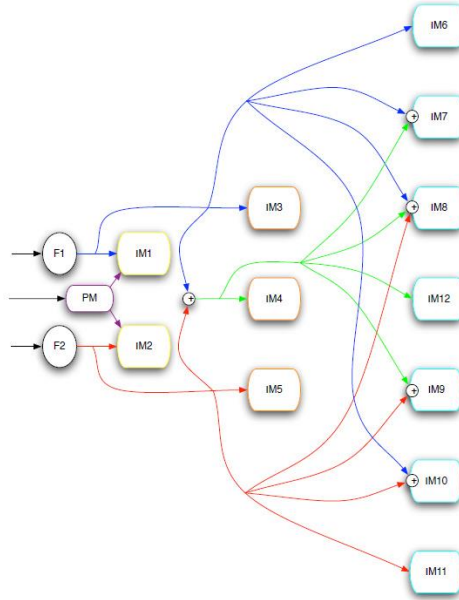 IM6
IM7
IM8
IM3
F1
IM1
PM
IM4
IM12
F2
IM2
IM5
IM9
IM10
IM11
+
+
+
+
+